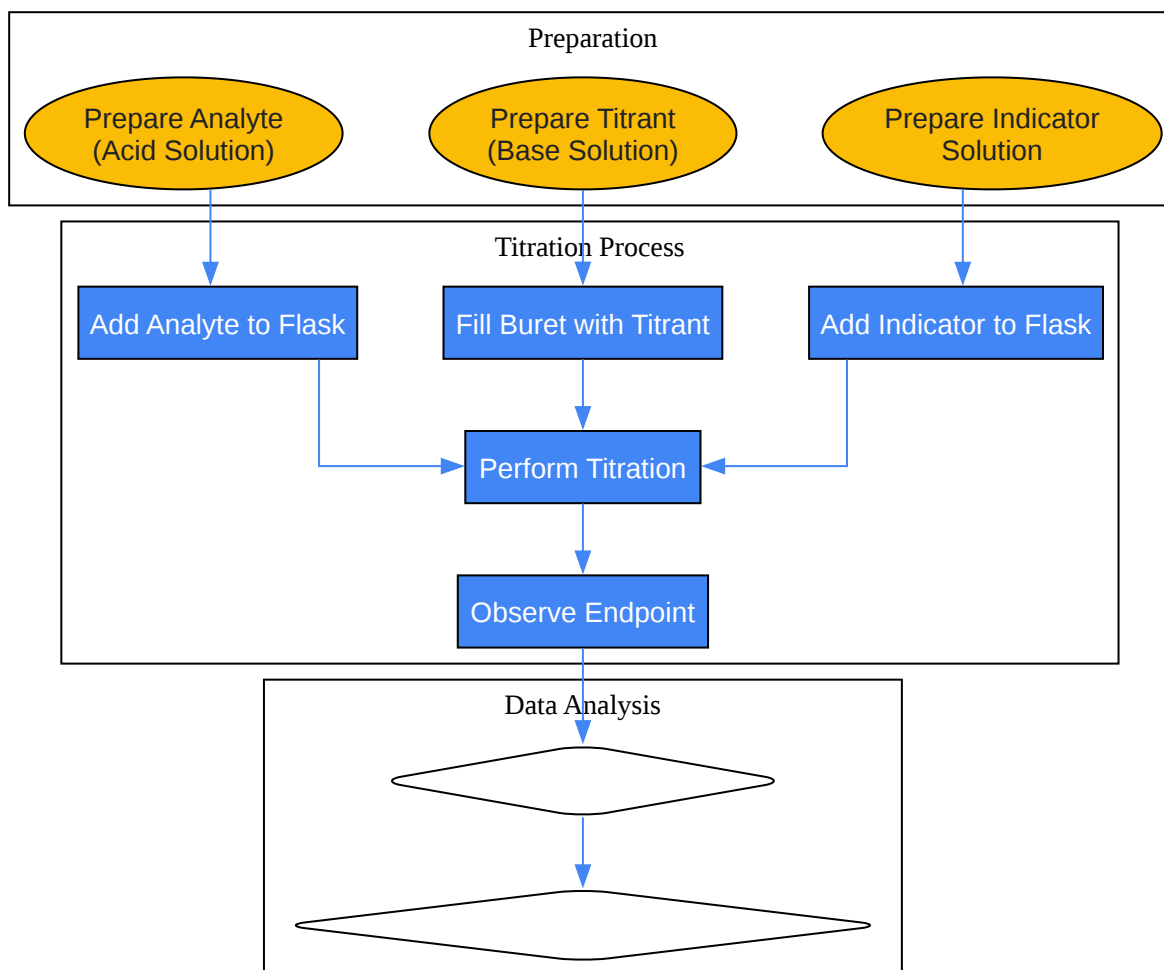 Preparation
Prepare Analyte
(Acid Solution)
Prepare Titrant
(Base Solution)
Prepare Indicator
Solution
Titration Process
Add Analyte to Flask
Fill Buret with Titrant
Add Indicator to Flask
Perform Titration
Observe Endpoint
Data Analysis